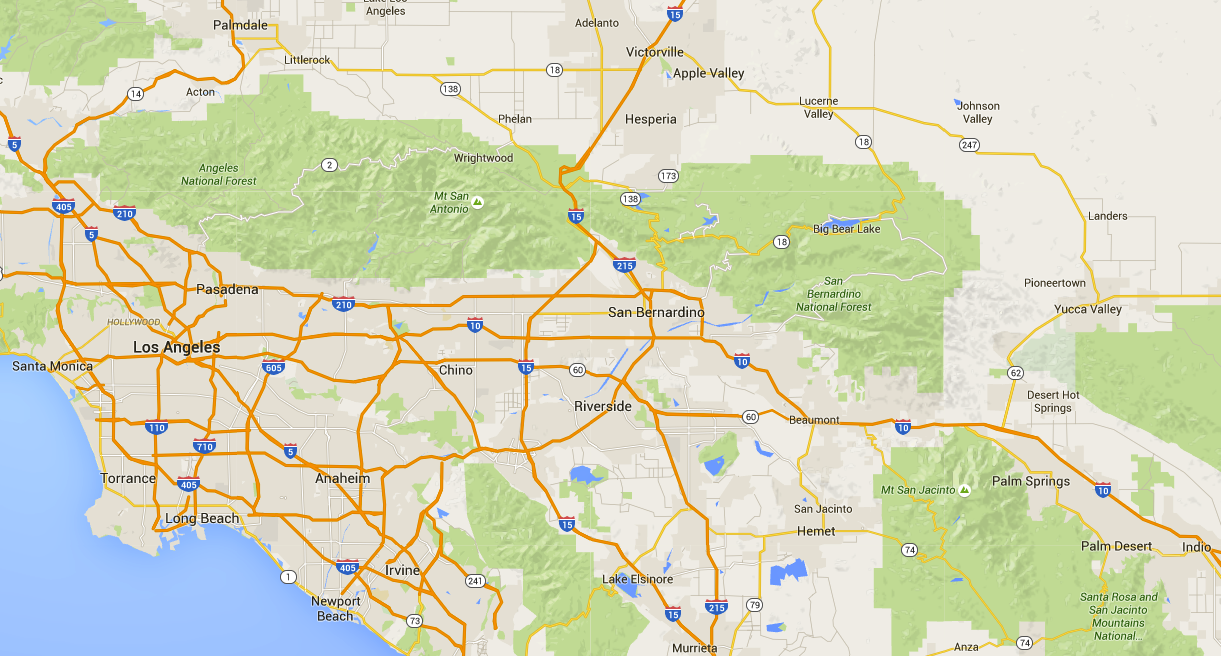 Angeles
15
Adelanto
Palmdale
Victorville
Littlerock
18
Apple Valley
138
14
Acton
Lucerne
Valley
Johnson
Valley
Phelan
Hesperia
5
18
247
Wrightwood
2
Angeles
National Forest
173
Mt San
Antonio
138
405
210
15
Landers
5
Big Bear Lake
18
215
San
Bernardino
National Forest
Pioneertown
Pasadena
210
Yucca Valley
San Bernardino
HOLLYWOOD
10
Los Angeles
Santa Monica
605
Chino
15
60
10
62
Desert Hot
Springs
Riverside
60
Beaumont
10
110
710
5
Torrance
405
Anaheim
Mt San Jacinto
Palm Springs
10
San Jacinto
Long Beach
15
Hemet
74
Palm Desert
Indio
1
405
Irvine
241
Lake Elsinore
Newport
Beach
73
15
215
79
Santa Rosa and
San Jacinto
Mountains
National...
Murrieta
Anza
74